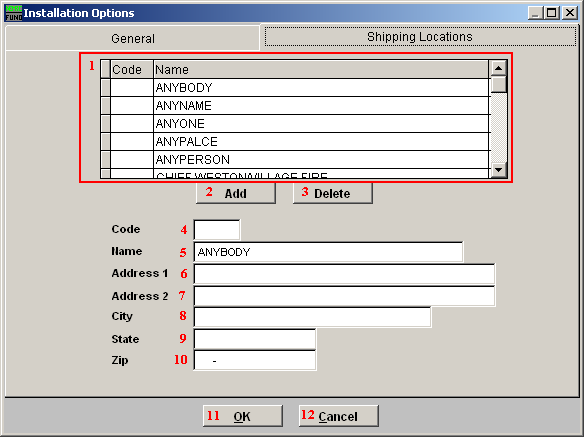 FUND Installation Options
General Shipping Locations
1 Code Name
ANYBODY
ANYNAME
ANYONE
ANYPALCE
ANYPERSON
CHIEF WESTONVILLAGE FIRE
2 Add 3 Delete
Code 4
Name 5 ANYBODY
Address 1 6
Address 2 7
City 8
State 9
Zip 10 -
11 OK 12 Cancel